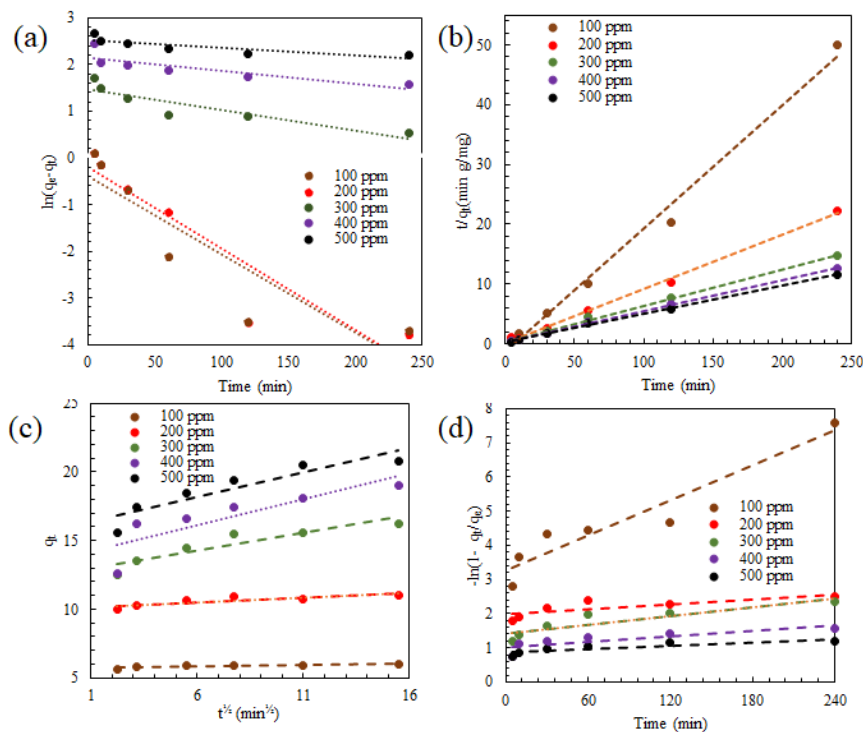 (a)
3
2
1
0
-1
-2
-3
-4
ln(qe-qt)
100 ppm
200 ppm
300 ppm
400 ppm
500 ppm
0 50 100 150 200 250
Time (min)
(b)
50
40
30
20
10
0
t/qt(min g/mg)
100 ppm
200 ppm
300 ppm
400 ppm
500 ppm
0 50 100 150 200 250
Time (min)
(c)
25
20
15
10
5
qt
100 ppm
200 ppm
300 ppm
400 ppm
500 ppm
1 6 11 16
t½ (min½)
(d)
8
7
6
5
4
3
2
1
0
-ln(1- qt/qe)
100 ppm
200 ppm
300 ppm
400 ppm
500 ppm
0 60 120 180 240
Time (min)